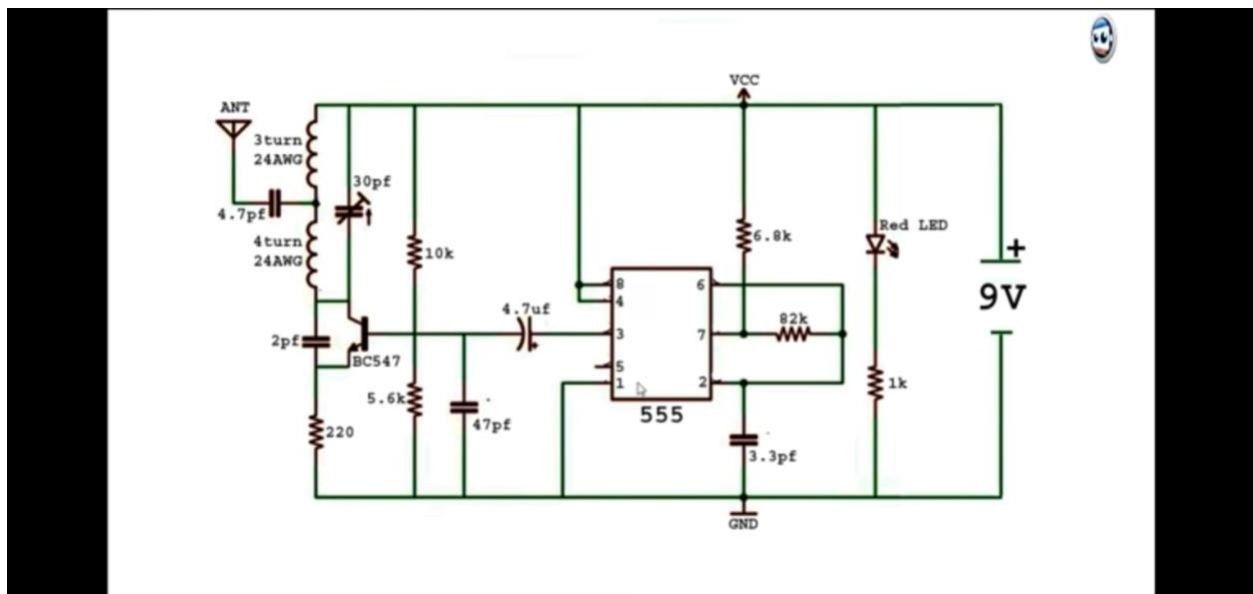 VCC
ANT
3turn
24AWG
30pf
4.7pf
Red LED
6.8k
4turn
24AWG
10k
+
9V
8
6
4
4.7uf
82k
3
7
2pf
BC547
5
1
2
1k
5.6k
555
47pf
220
3.3pf
GND